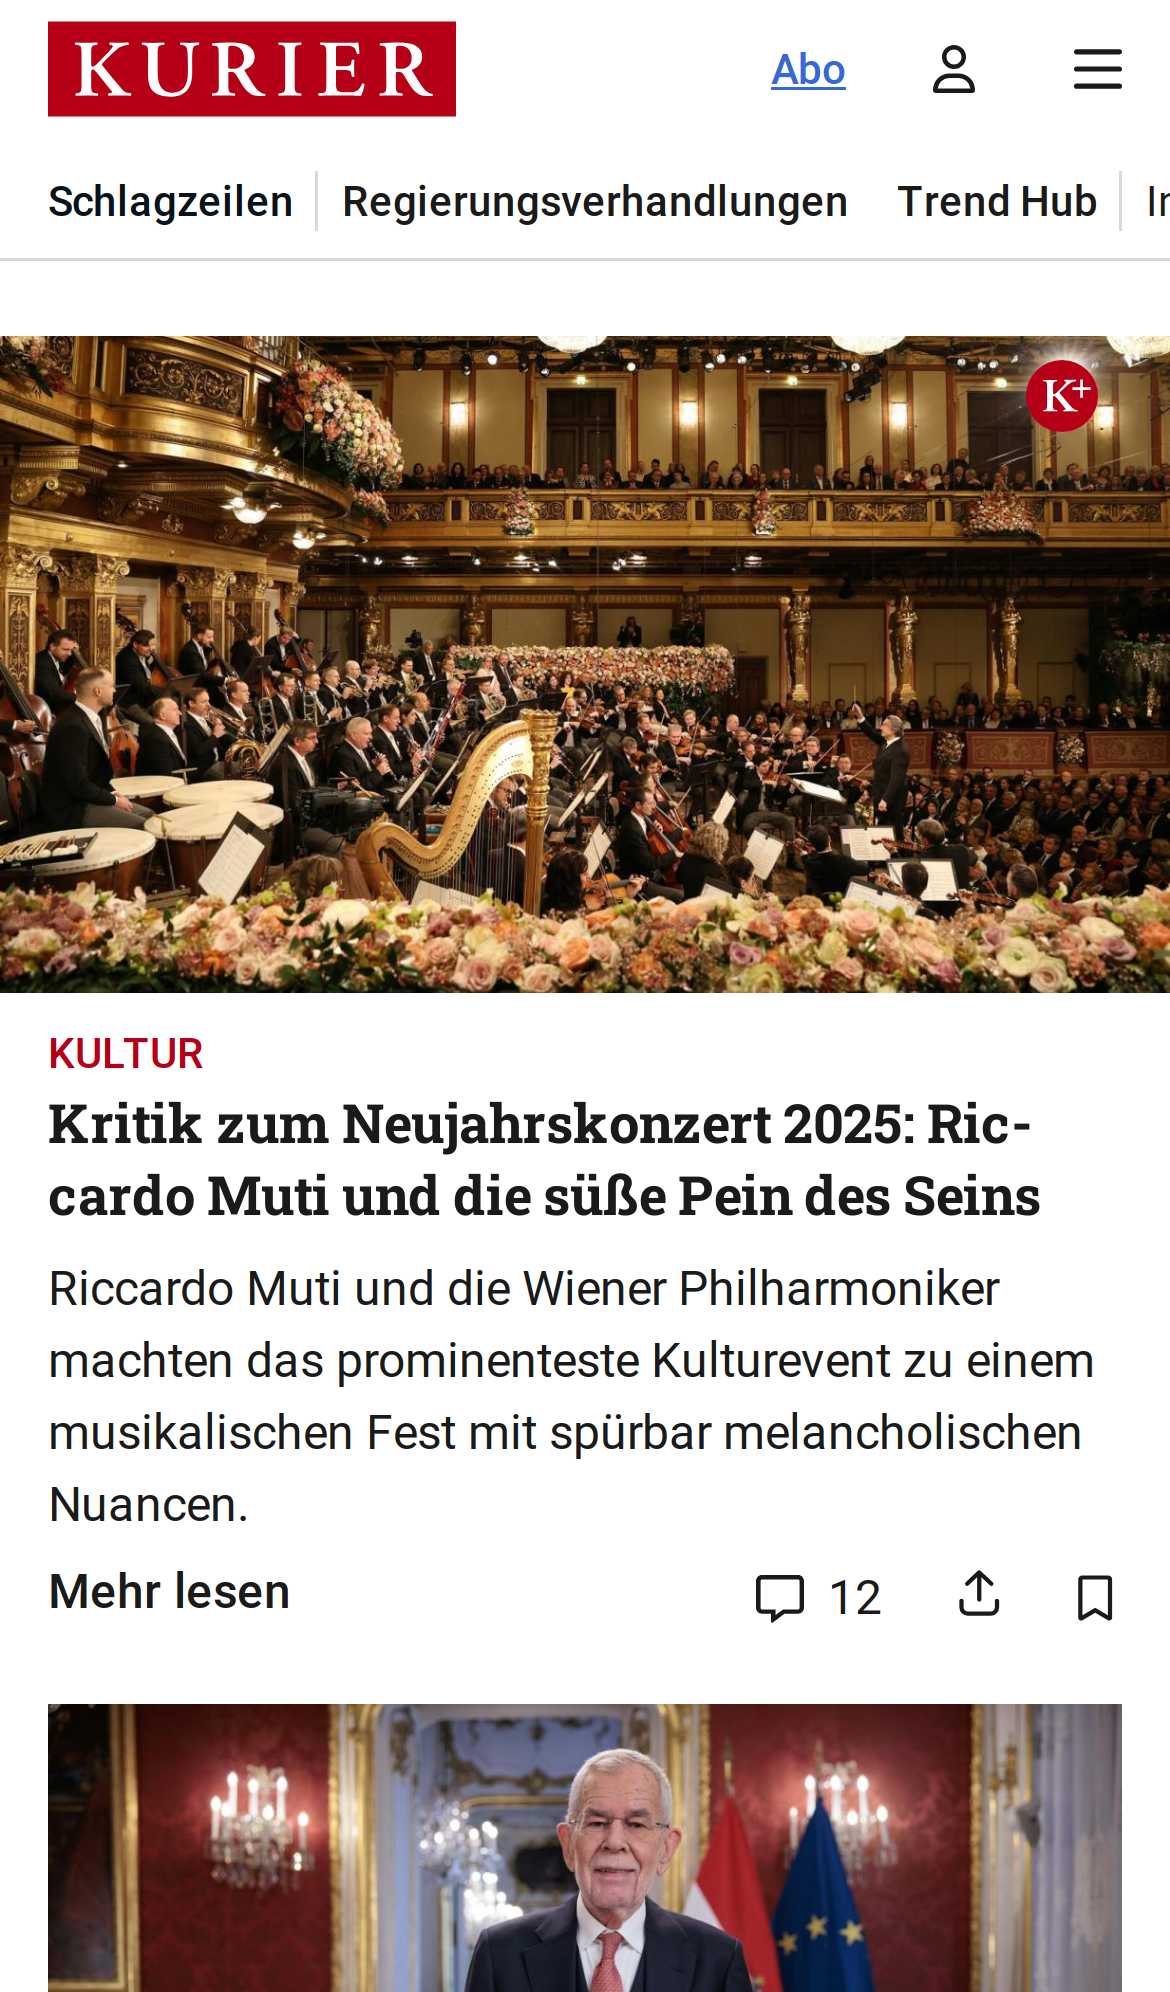 KURIER
Abo
Schlagzeilen
Regierungsverhandlungen
Trend Hub
K+
KULTUR
Kritik zum Neujahrskonzert 2025: Ric-
cardo Muti und die süße Pein des Seins
Riccardo Muti und die Wiener Philharmoniker
machten das prominenteste Kulturevent zu einem
musikalischen Fest mit spürbar melancholischen
Nuancen.
Mehr lesen
12